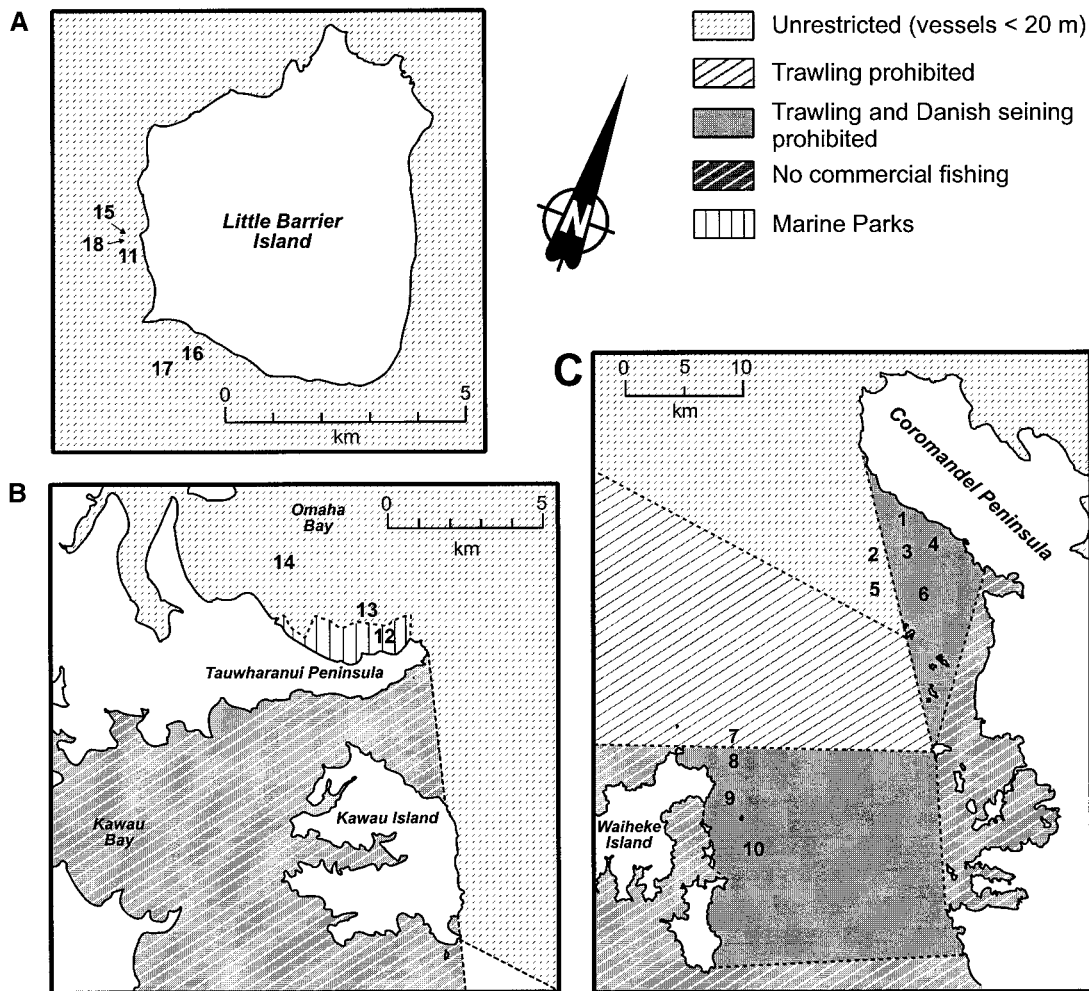 A
Little Barrier
Island
15
18
11
16
17
0 5
km
N
Unrestricted (vessels < 20 m)
Trawling prohibited
Trawling and Danish seining
prohibited
No commercial fishing
Marine Parks
B
Omaha
Bay
0 5
km
14
13
12
Tauwharanui Peninsula
Kawau
Bay
Kawau Island
C
0 5 10
km
Coromandel Peninsula
1
2 3 4
5 6
7
8
9
10
Waiheke
Island